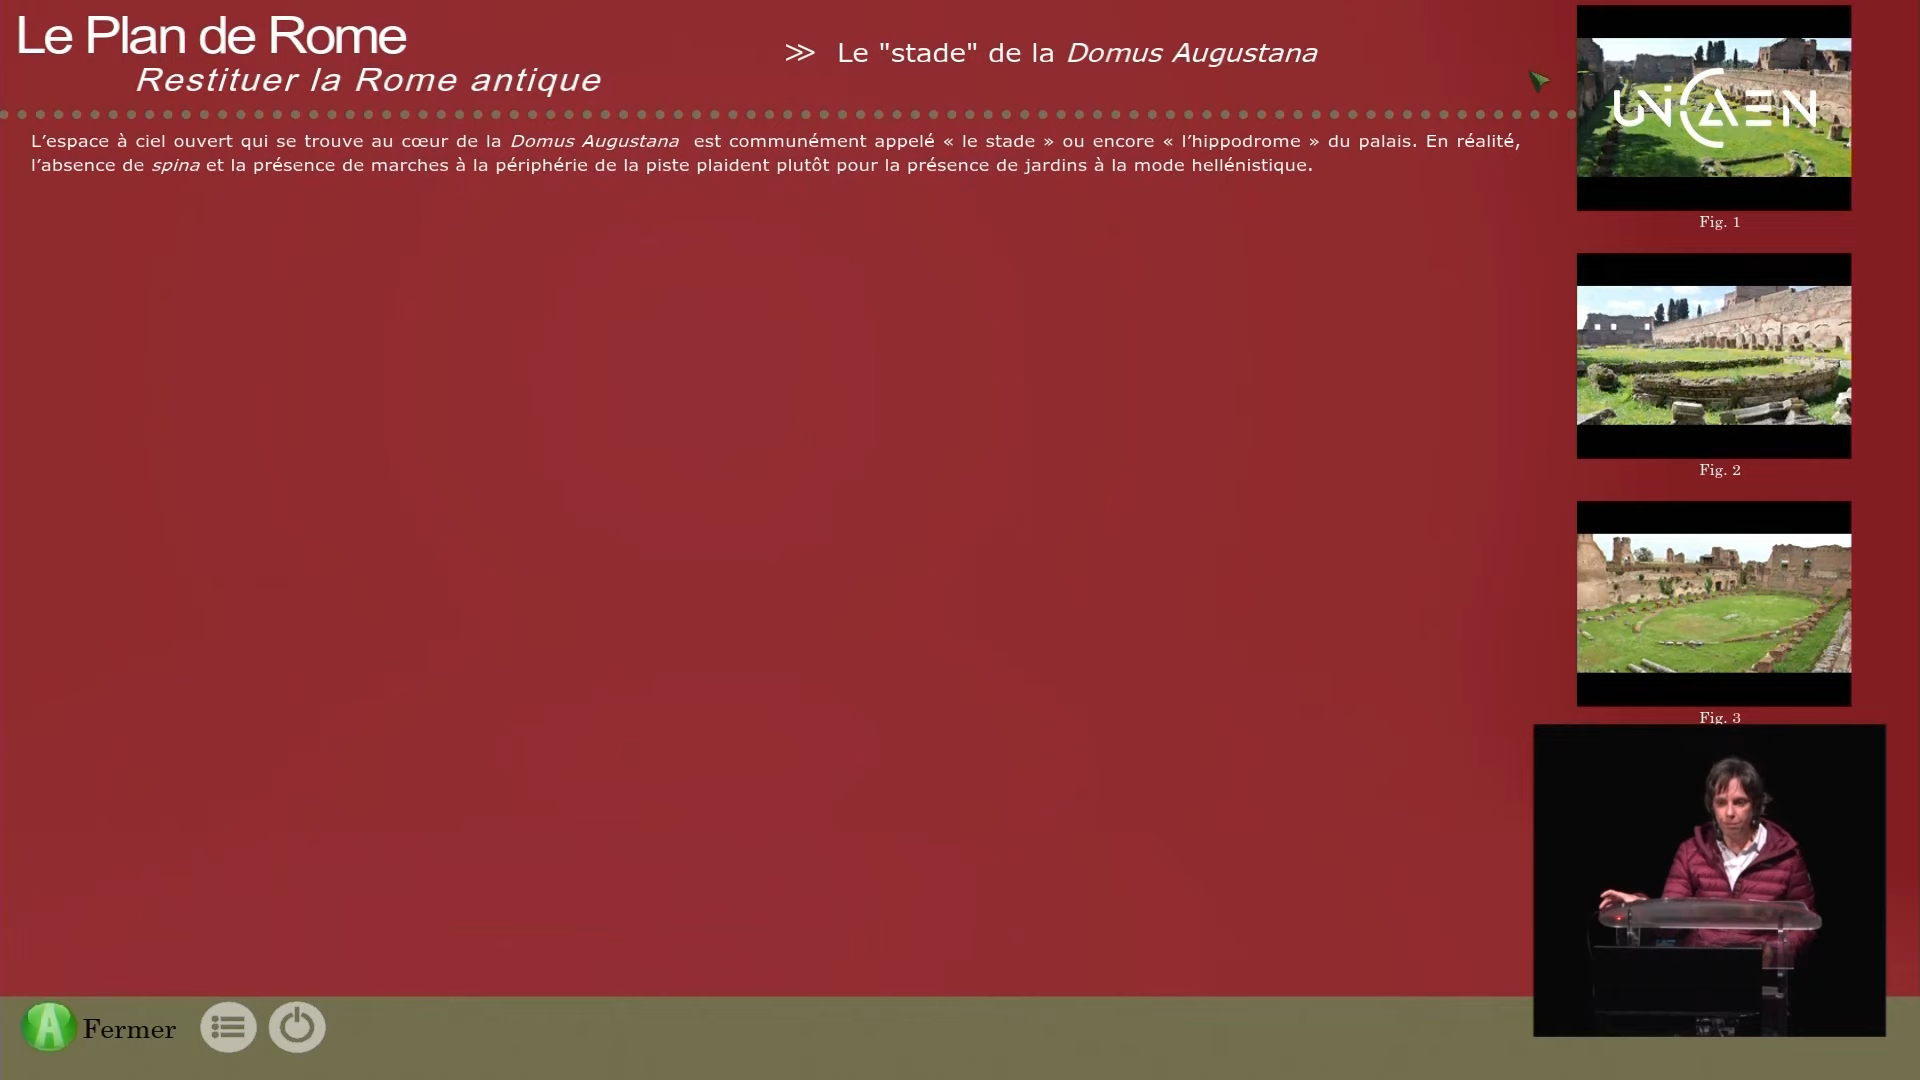 Le Plan de Rome
Restituer la Rome antique
>> Le "stade" de la Domus Augustana
L'espace à ciel ouvert qui se trouve au cœur de la Domus Augustana est communément appelé « le stade » ou encore « l'hippodrome » du palais. En réalité,
l'absence de spina et la présence de marches à la périphérie de la piste plaident plutôt pour la présence de jardins à la mode hellénistique.
UNICAEN
Fig. 1
Fig. 2
Fig. 3
A Fermer